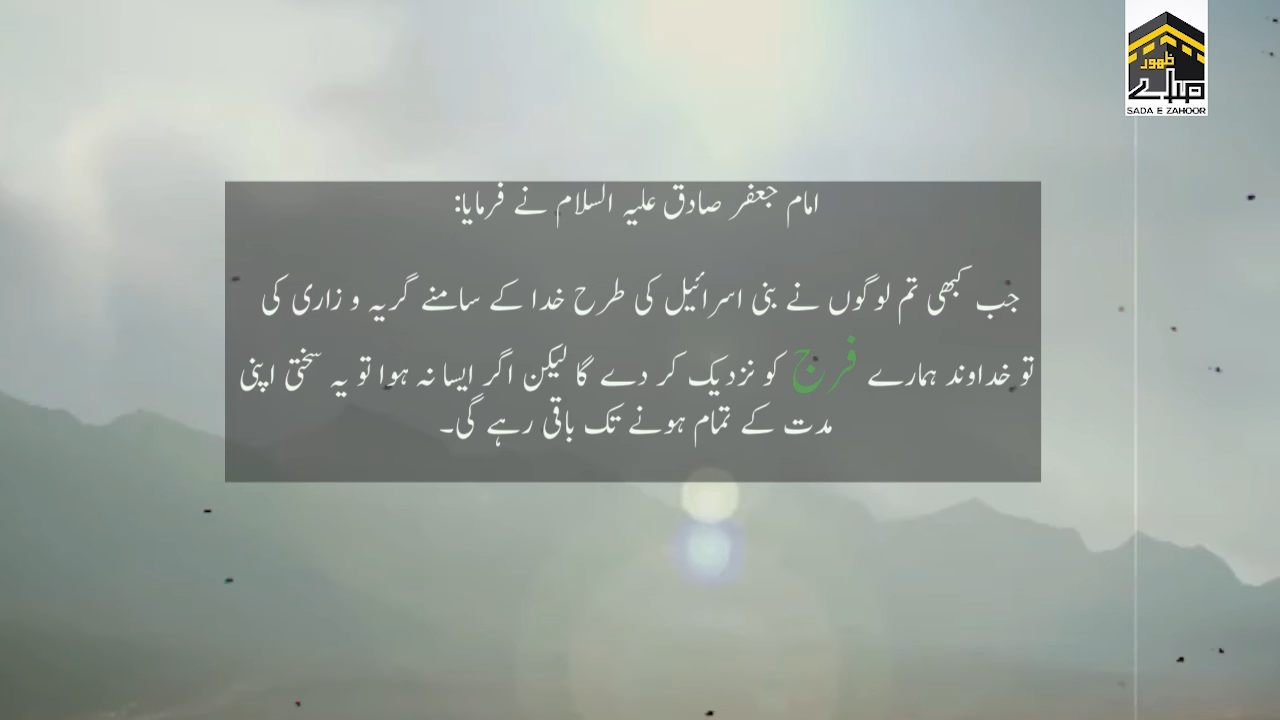 ظہور
صدائے
SADA E ZAHOOR
امام جعفر صادق علیہ السلام نے فرمایا:
جب کبھی تم لوگوں نے بنی اسرائیل کی طرح خدا کے سامنے گریہ و زاری کی
تو خداوند ہمارے فرج کو نزدیک کر دے گا لیکن اگر ایسا نہ ہوا تو یہ سختی اپنی
مدت کے تمام ہونے تک باقی رہے گی۔